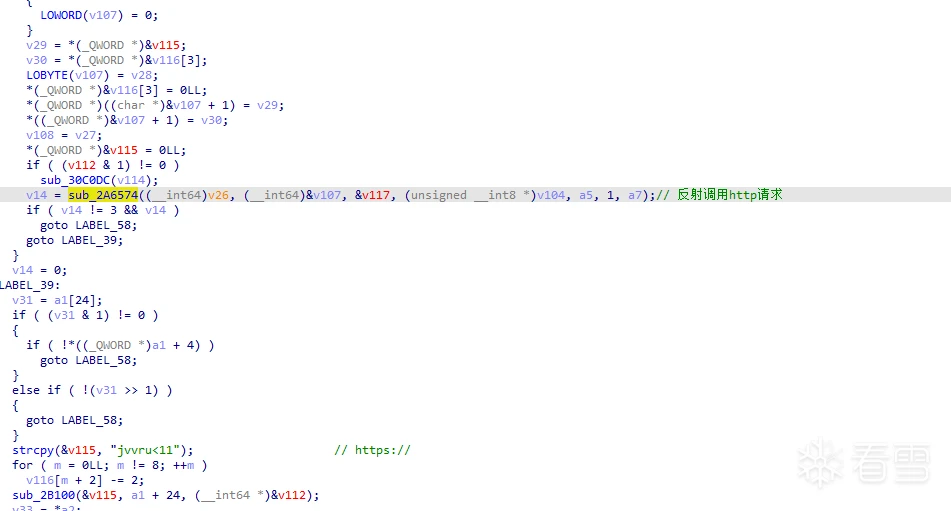 {
LOWORD(v107) = 0;
}
v29 = *(_QWORD *)&v115;
v30 = *(_QWORD *)&v116[3];
LOBYTE(v107) = v28;
*(_QWORD *)&v116[3] = 0LL;
*(_QWORD *)((char *)&v107 + 1) = v29;
*((_QWORD *)&v107 + 1) = v30;
v108 = v27;
*(_QWORD *)&v115 = 0LL;
if ( (v112 & 1) != 0 )
sub_30C0DC(v114);
v14 = sub_2A6574((__int64)v26, (__int64)&v107, &v117, (unsigned __int8 *)v104, a5, 1, a7);// 反射调用http请求
if ( v14 != 3 && v14 )
goto LABEL_58;
goto LABEL_39;
}
v14 = 0;
LABEL_39:
v31 = a1[24];
if ( (v31 & 1) != 0 )
{
if ( !*((_QWORD *)a1 + 4) )
goto LABEL_58;
}
else if ( !(v31 >> 1) )
{
goto LABEL_58;
}
strcpy(&v115, "jvvru<11"); // https://
for ( m = 0LL; m != 8; ++m )
v116[m + 2] -= 2;
sub_2B100(&v115, a1 + 24, (__int64 *)&v112);
v33 = *a2;
看雪